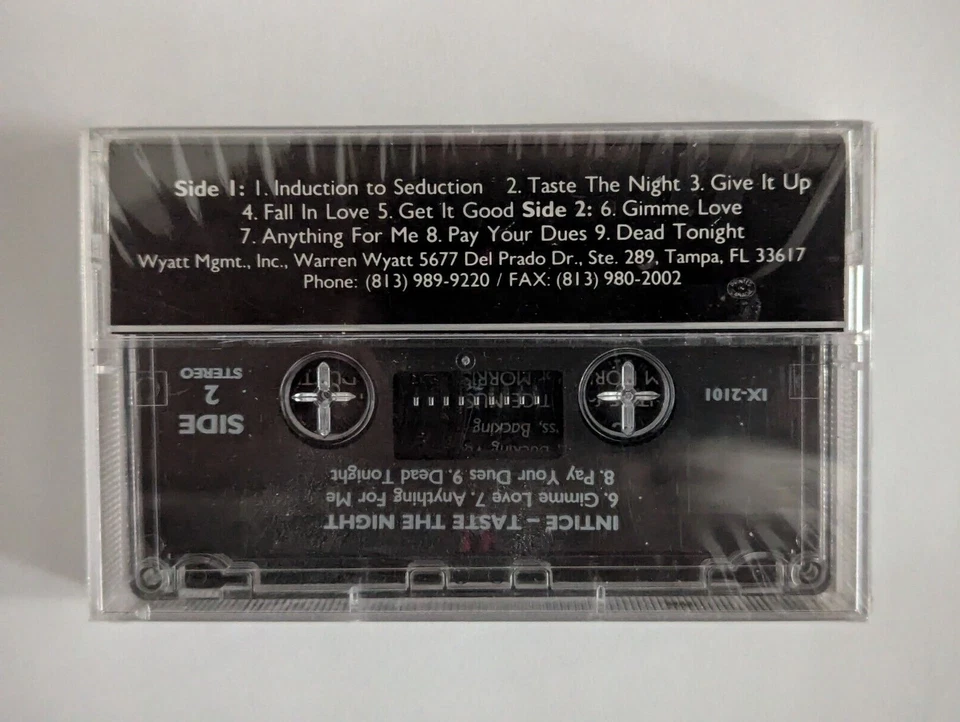 Side 1: 1. Induction to Seduction 2. Taste The Night 3. Give It Up
4. Fall In Love 5. Get It Good Side 2: 6. Gimme Love
7. Anything For Me 8. Pay Your Dues 9. Dead Tonight
Wyatt Mgmt., Inc., Warren Wyatt 5677 Del Prado Dr., Ste. 289, Tampa, FL 33617
Phone: (813) 989-9220 / FAX: (813) 980-2002
INTICE – TASTE THE NIGHT
6. Gimme Love 7. Anything For Me
8. Pay Your Dues 9. Dead Tonight
SIDE
2
STEREO
IX-2101
ss, Backing